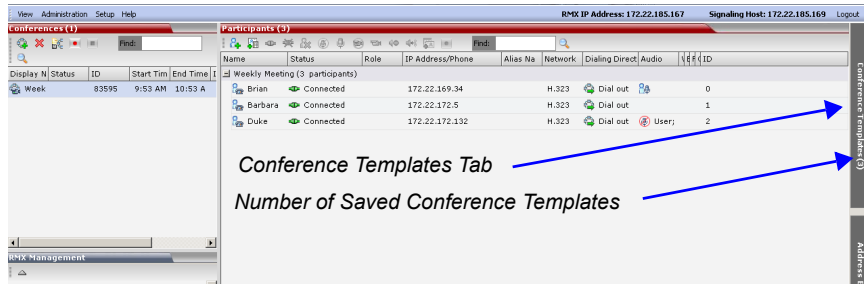 View Administration Setup Help RMX IP Address: 172.22.185.167 Signaling Host: 172.22.185.169 Logout
Conferences (1)
Find:
Display N Status ID Start Tim End Time I
Week 83595 9:53 AM 10:53 A
RMX Management
Participants (3)
Find:
Name Status Role IP Address/Phone Alias Na Network Dialing Direct Audio ID
Weekly Meeting (3 participants)
Brian Connected 172.22.169.34 H.323 Dial out 0
Barbara Connected 172.22.172.5 H.323 Dial out 1
Duke Connected 172.22.172.132 H.323 Dial out User; 2
Conference Templates Tab
Number of Saved Conference Templates
Conference Templates (3)
Address